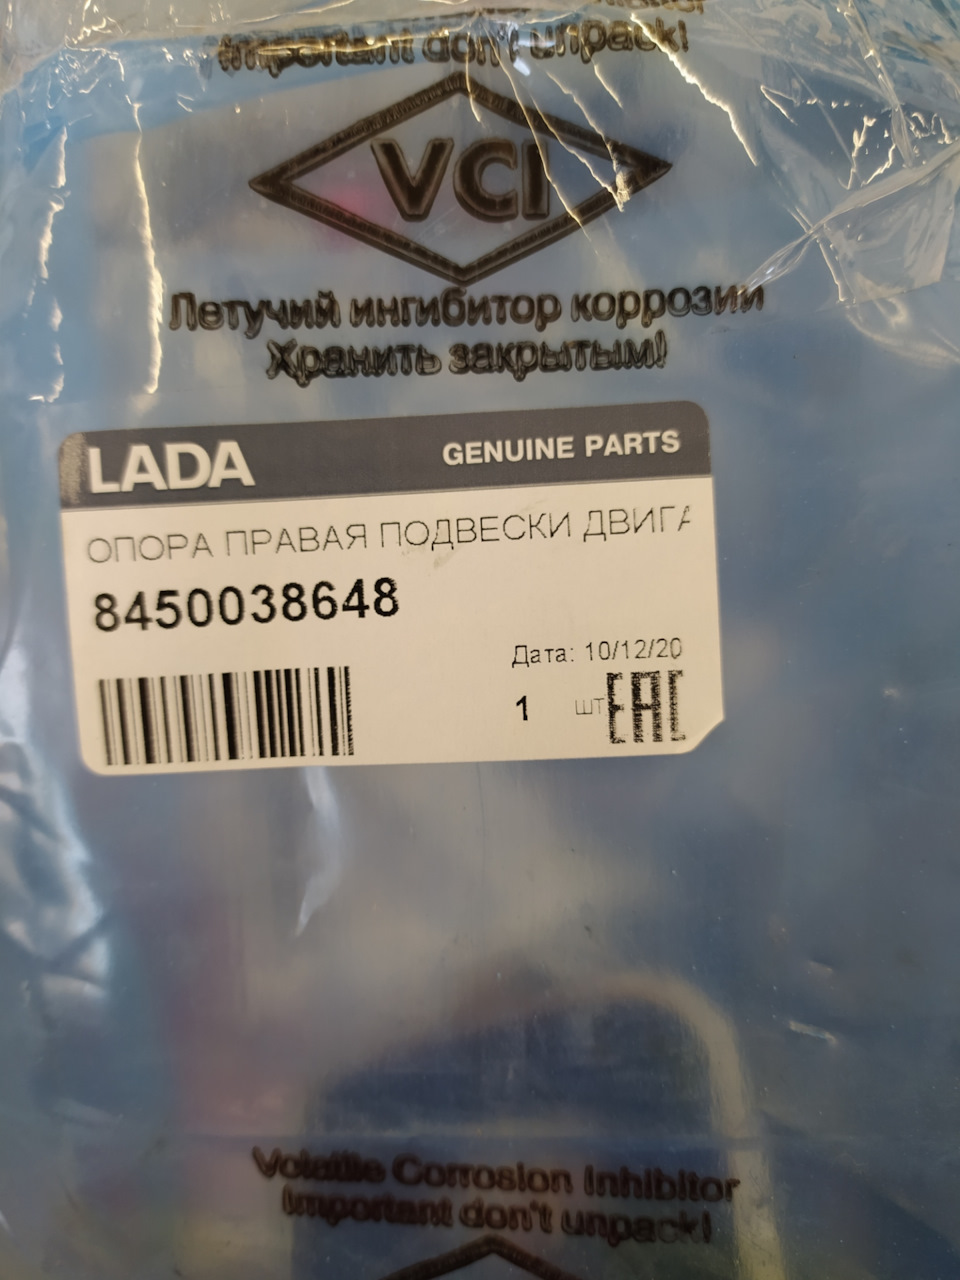 Important don't unpack!
VCI
Летучий ингибитор коррозии
Хранить закрытым!
LADA GENUINE PARTS
ОПОРА ПРАВАЯ ПОДВЕСКИ ДВИГА
8450038648
Дата: 10/12/20
1 шт EAC
Volatile Corrosion Inhibitor
Important don't unpack!